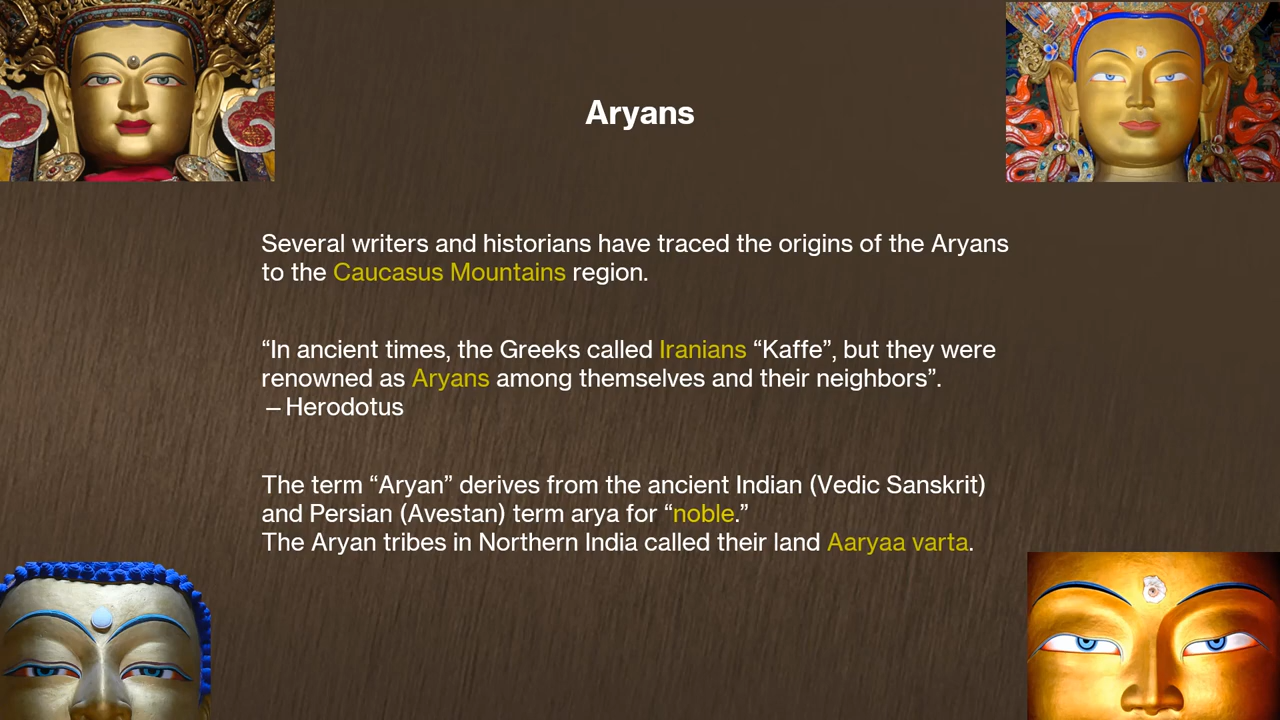 Aryans
Several writers and historians have traced the origins of the Aryans
to the Caucasus Mountains region.
“In ancient times, the Greeks called Iranians “Kaffe”, but they were
renowned as Aryans among themselves and their neighbors”.
– Herodotus
The term “Aryan” derives from the ancient Indian (Vedic Sanskrit)
and Persian (Avestan) term arya for “noble.”
The Aryan tribes in Northern India called their land Aaryaa varta.